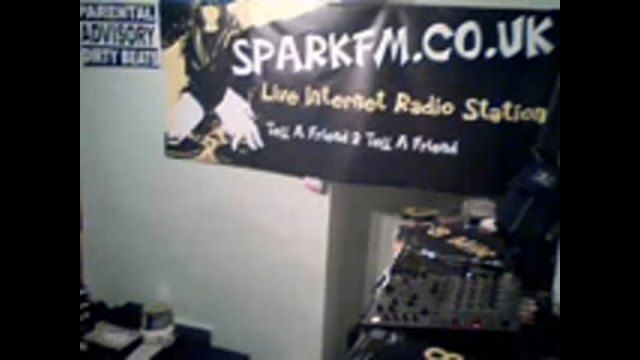 PARENTAL
ADVISORY
DIRTY BEATS
SPARKFM.CO.UK
Live Internet Radio Station
Tell A Friend 2 Tell A Friend